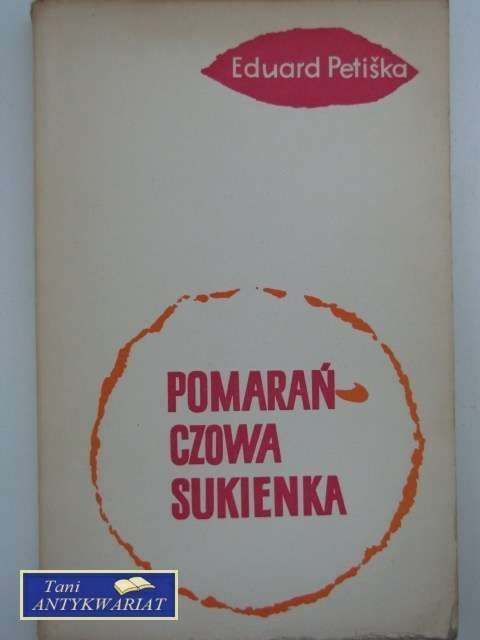 Eduard Petiška
POMARAŃ-
CZOWA
SUKIENKA
Tani
ANTYKWARIAT